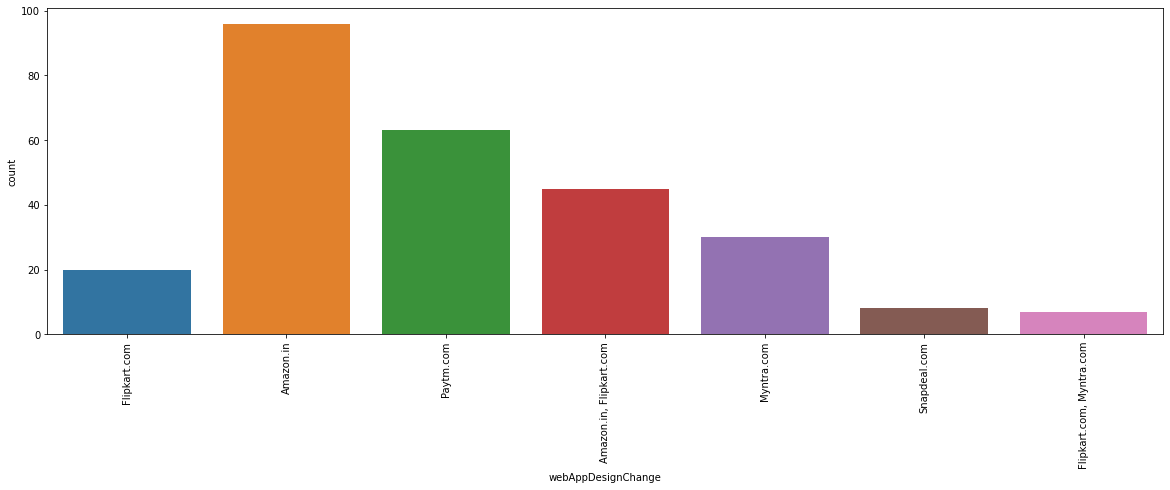 100
80
60
40
20
0
count
Flipkart.com
Amazon.in
Paytm.com
Amazon.in, Flipkart.com
Myntra.com
Snapdeal.com
Flipkart.com, Myntra.com
webAppDesignChange